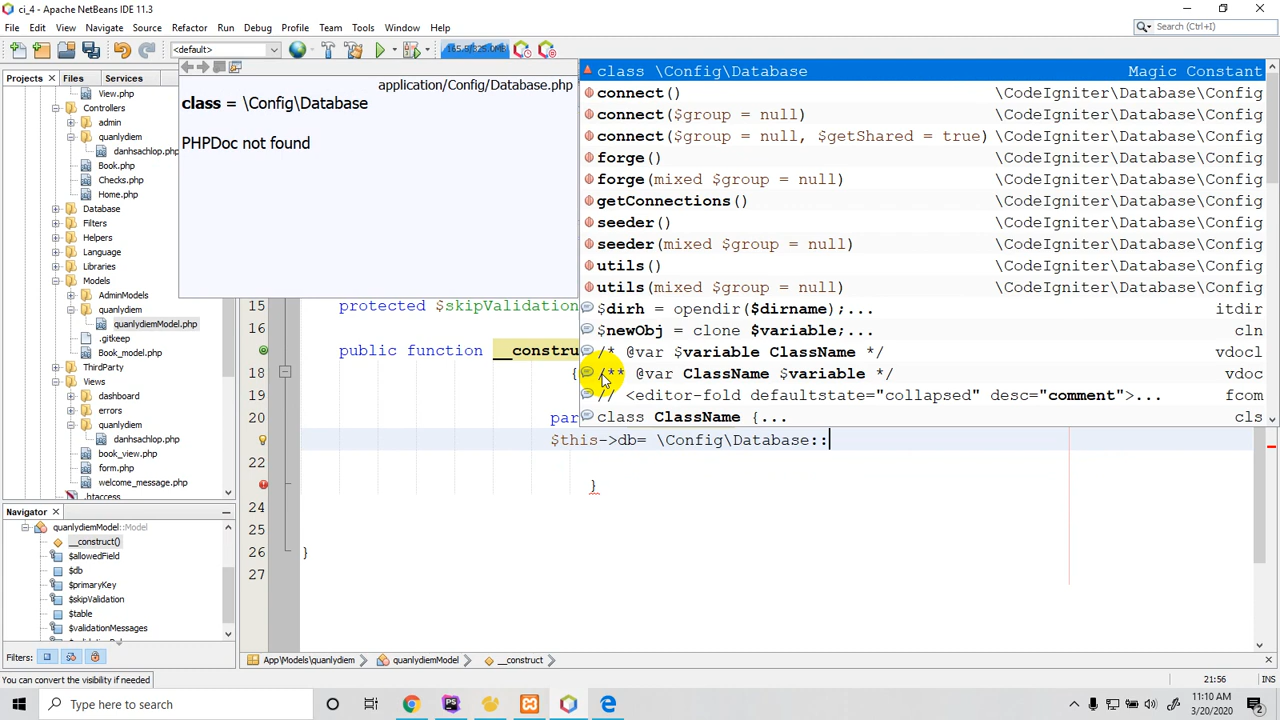 ci_4 - Apache NetBeans IDE 11.3
File Edit View Navigate Source Refactor Run Debug Profile Team Tools Window Help
Search (Ctrl+I)
<default>
165.5/325.0MB
Projects Files Services
View.php
Controllers
admin
quanlydiem
danhsachlop.php
Book.php
Checks.php
Home.php
Database
Filters
Helpers
Language
Libraries
Models
AdminModels
quanlydiem
quanlydiemModel.php
.gitkeep
Book_model.php
ThirdParty
Views
dashboard
errors
quanlydiem
danhsachlop.php
book_view.php
form.php
welcome_message.php
.htaccess
application/Config/Database.php
class = \Config\Database
PHPDoc not found
class \Config\Database Magic Constant
connect() \CodeIgniter\Database\Config
connect($group = null) \CodeIgniter\Database\Config
connect($group = null, $getShared = true) \CodeIgniter\Database\Config
forge() \CodeIgniter\Database\Config
forge(mixed $group = null) \CodeIgniter\Database\Config
getConnections() \CodeIgniter\Database\Config
seeder() \CodeIgniter\Database\Config
seeder(mixed $group = null) \CodeIgniter\Database\Config
utils() \CodeIgniter\Database\Config
utils(mixed $group = null) \CodeIgniter\Database\Config
$dirh = opendir($dirname);... itdir
$newObj = clone $variable;... cln
/* @var $variable ClassName */ vdocl
/** @var ClassName $variable */ vdoc
// <editor-fold defaultstate="collapsed" desc="comment">... fcom
class ClassName {... cls
15 protected $skipValidation
16
public function __constru
18 {
par
20
$this->db= \Config\Database::
22
}
24
25
26 }
27
Navigator
quanlydiemModel::Model
__construct()
$allowedField
$db
$primaryKey
$skipValidation
$table
$validationMessages
Filters:
App\Models\quanlydiem quanlydiemModel __construct
You can convert the visibility if needed
21:56 INS
Type here to search
11:10 AM
3/20/2020
2